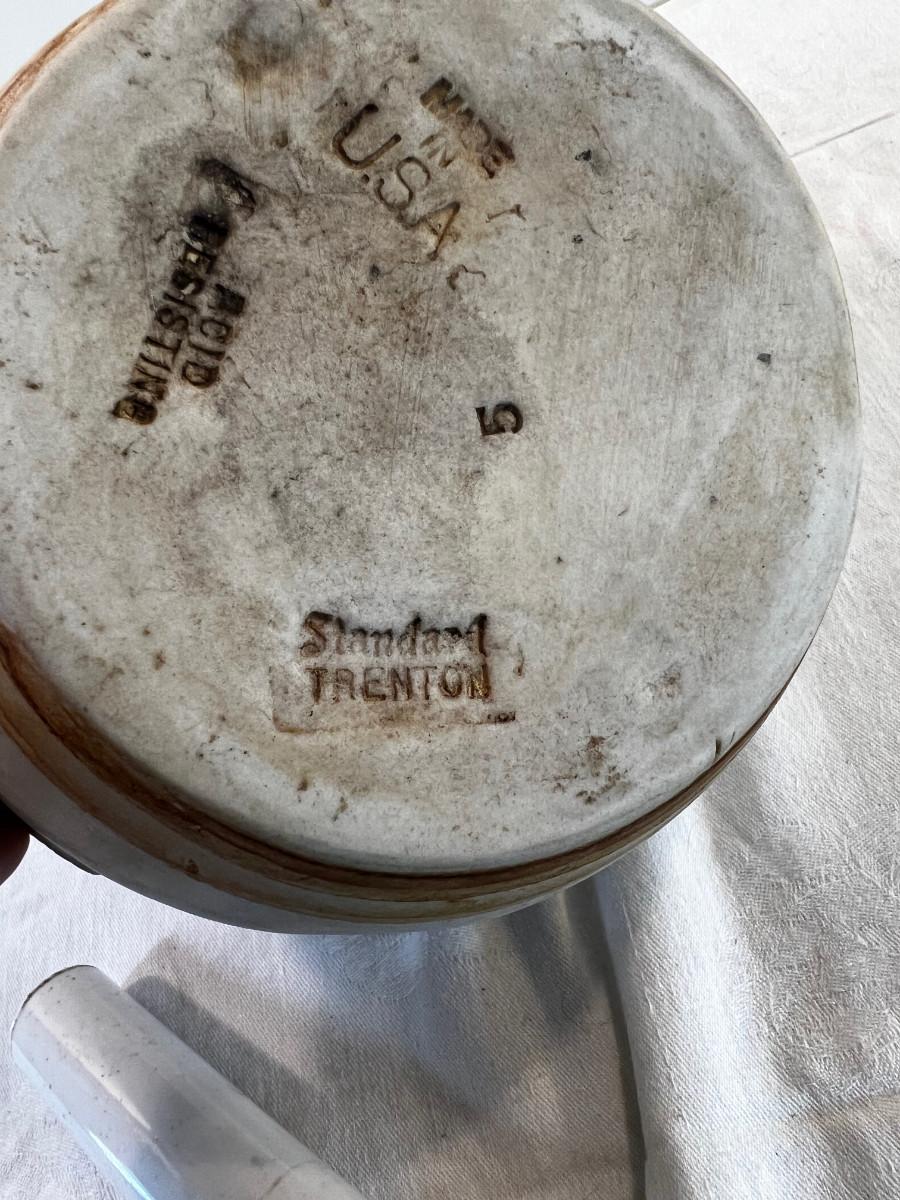 MADE
IN
U.S.A
ACID
RESISTING
5
Standard
TRENTON